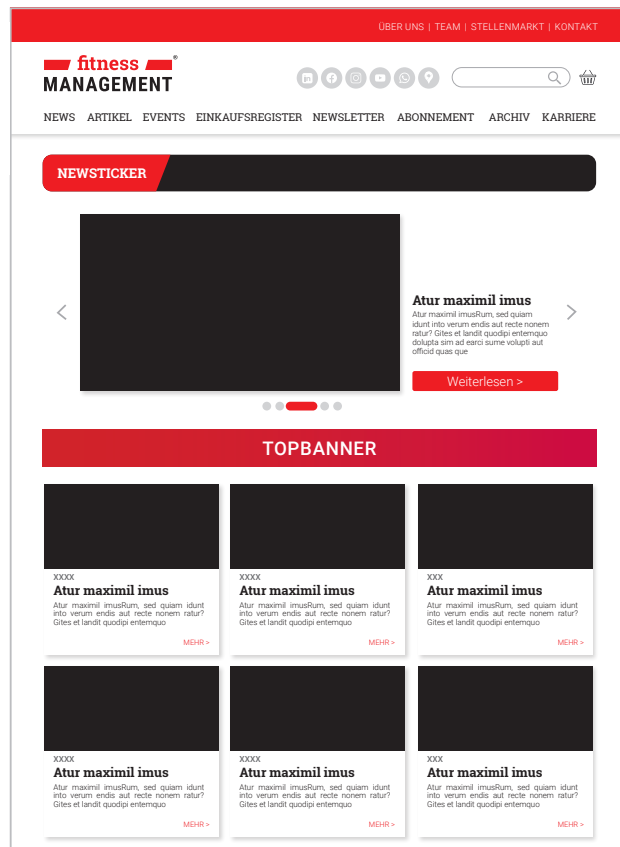 ÜBER UNS | TEAM | STELLENMARKT | KONTAKT
fitness ®
MANAGEMENT
NEWS ARTIKEL EVENTS EINKAUFSREGISTER NEWSLETTER ABONNEMENT ARCHIV KARRIERE
NEWSTICKER
Atur maximil imus
Atur maximil imusRum, sed quiam
idunt into verum endis aut recte nonem
ratur? Gites et landit quodipi entemquo
dolupta sim ad earci sume volupti aut
officid quas que
Weiterlesen >
TOPBANNER
XXXX
Atur maximil imus
Atur maximil imusRum, sed quiam idunt
into verum endis aut recte nonem ratur?
Gites et landit quodipi entemquo
MEHR >
XXXX
Atur maximil imus
Atur maximil imusRum, sed quiam idunt
into verum endis aut recte nonem ratur?
Gites et landit quodipi entemquo
MEHR >
XXX
Atur maximil imus
Atur maximil imusRum, sed quiam idunt
into verum endis aut recte nonem ratur?
Gites et landit quodipi entemquo
MEHR >
XXXX
Atur maximil imus
Atur maximil imusRum, sed quiam idunt
into verum endis aut recte nonem ratur?
Gites et landit quodipi entemquo
MEHR >
XXXX
Atur maximil imus
Atur maximil imusRum, sed quiam idunt
into verum endis aut recte nonem ratur?
Gites et landit quodipi entemquo
MEHR >
XXX
Atur maximil imus
Atur maximil imusRum, sed quiam idunt
into verum endis aut recte nonem ratur?
Gites et landit quodipi entemquo
MEHR >